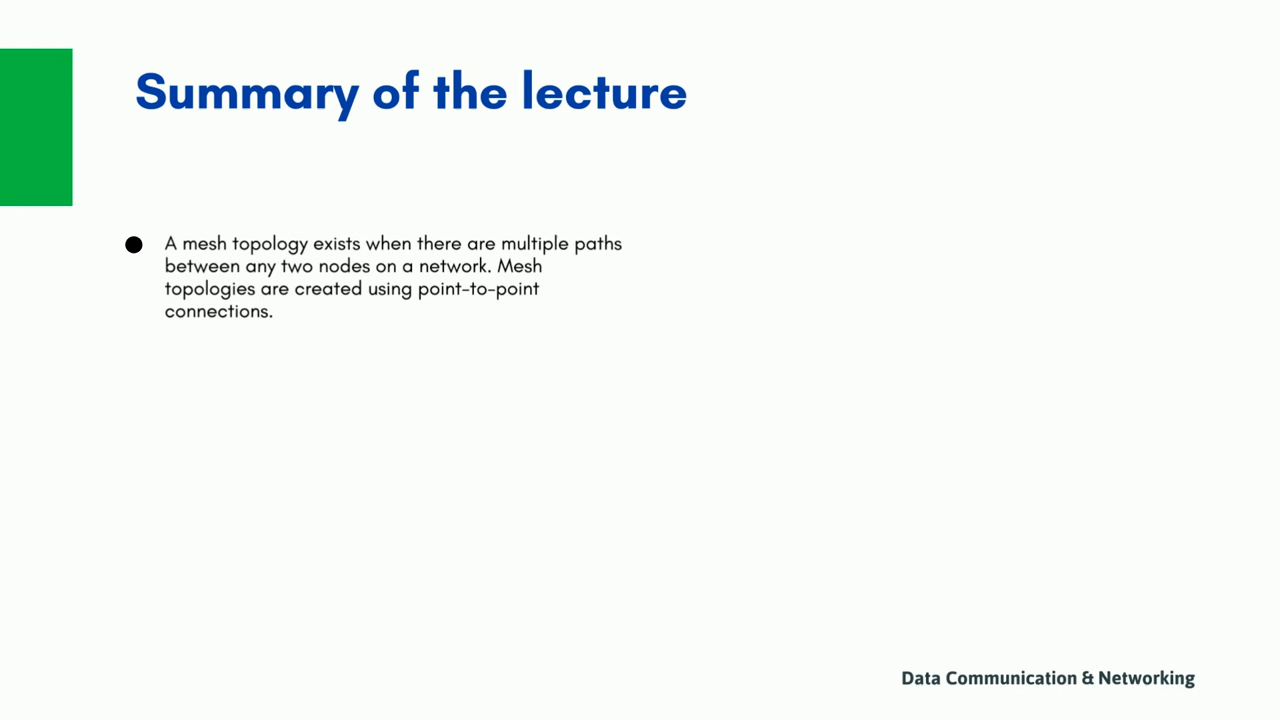 Summary of the lecture
A mesh topology exists when there are multiple paths
between any two nodes on a network. Mesh
topologies are created using point-to-point
connections.
Data Communication & Networking